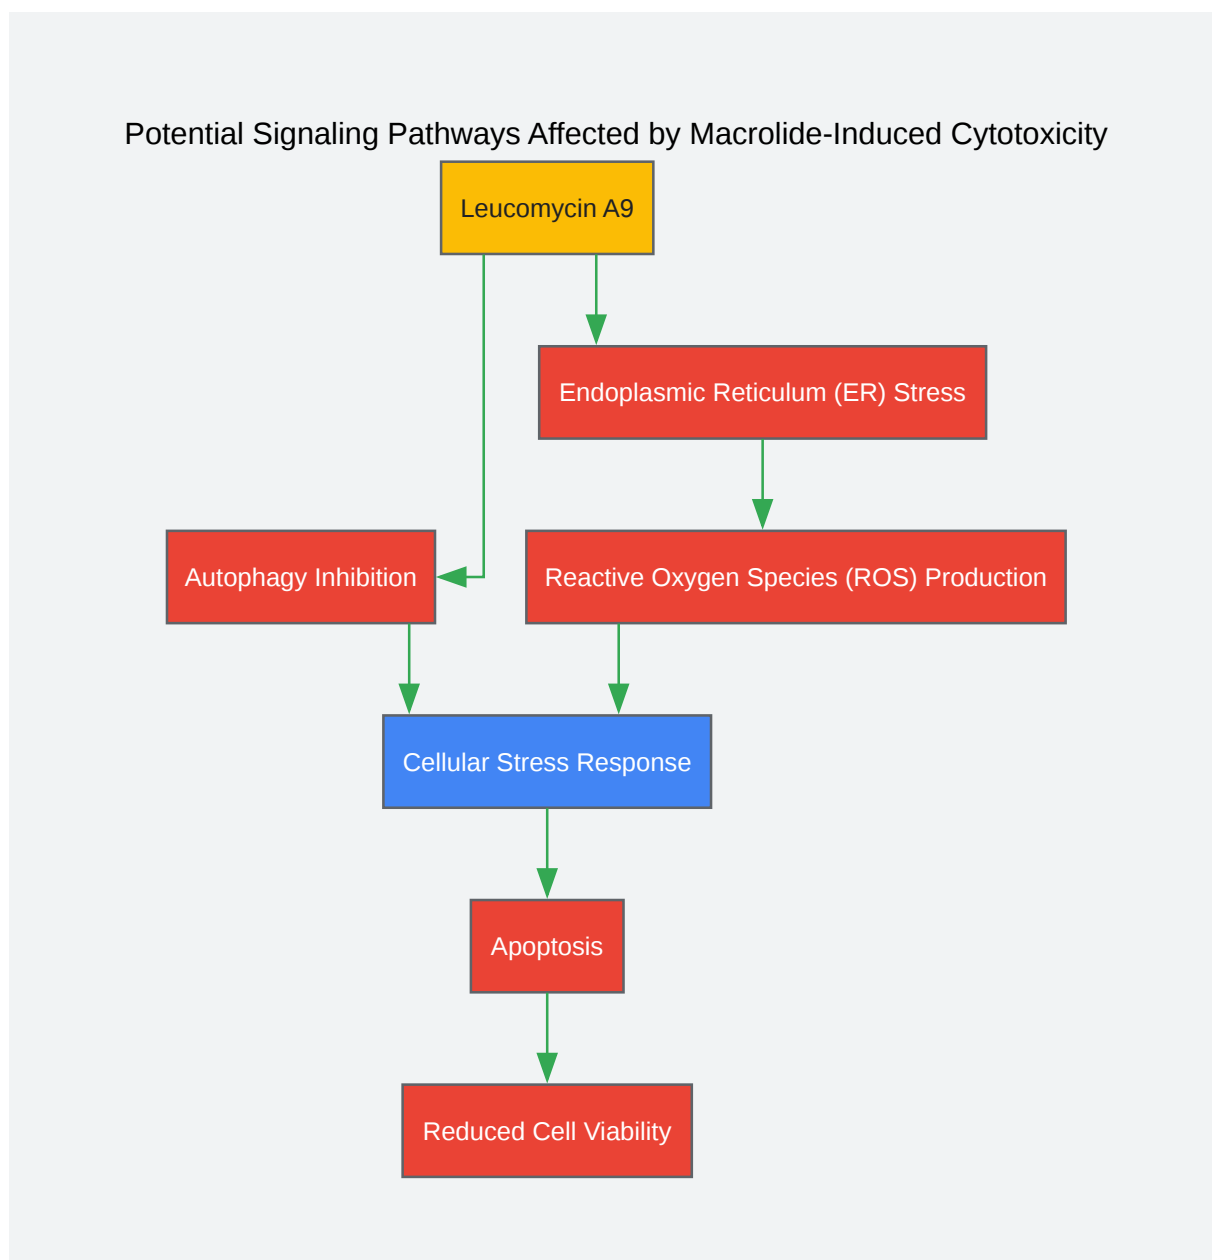 Potential Signaling Pathways Affected by Macrolide-Induced Cytotoxicity
Leucomycin A9
Endoplasmic Reticulum (ER) Stress
Autophagy Inhibition
Reactive Oxygen Species (ROS) Production
Cellular Stress Response
Apoptosis
Reduced Cell Viability